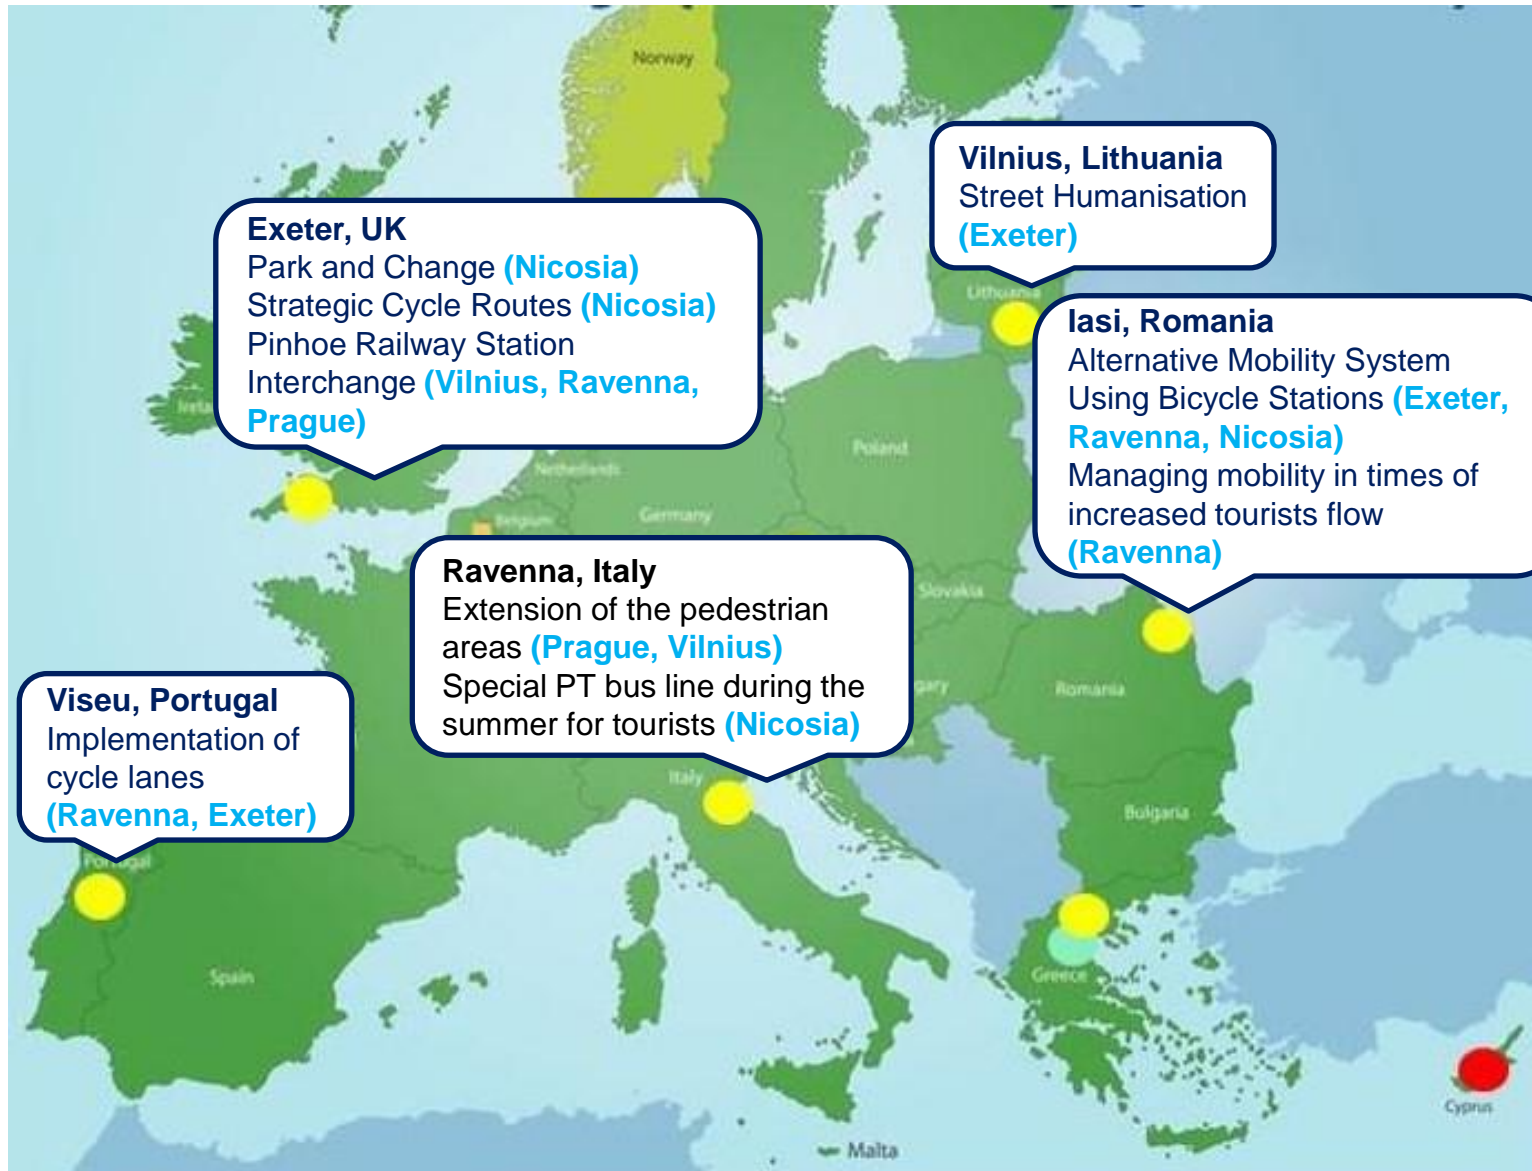 Norway
Vilnius, Lithuania
Street Humanisation
(Exeter)
Exeter, UK
Park and Change (Nicosia)
Strategic Cycle Routes (Nicosia)
Pinhoe Railway Station
Interchange (Vilnius, Ravenna,
Prague)
Lithuania
Iasi, Romania
Alternative Mobility System
Using Bicycle Stations (Exeter,
Ravenna, Nicosia)
Managing mobility in times of
increased tourists flow
(Ravenna)
Poland
Netherlands
Belgium
Germany
Ravenna, Italy
Extension of the pedestrian
areas (Prague, Vilnius)
Special PT bus line during the
summer for tourists (Nicosia)
Slovakia
Romania
Viseu, Portugal
Implementation of
cycle lanes
(Ravenna, Exeter)
Italy
Bulgaria
Portugal
Spain
Greece
Cyprus
Malta